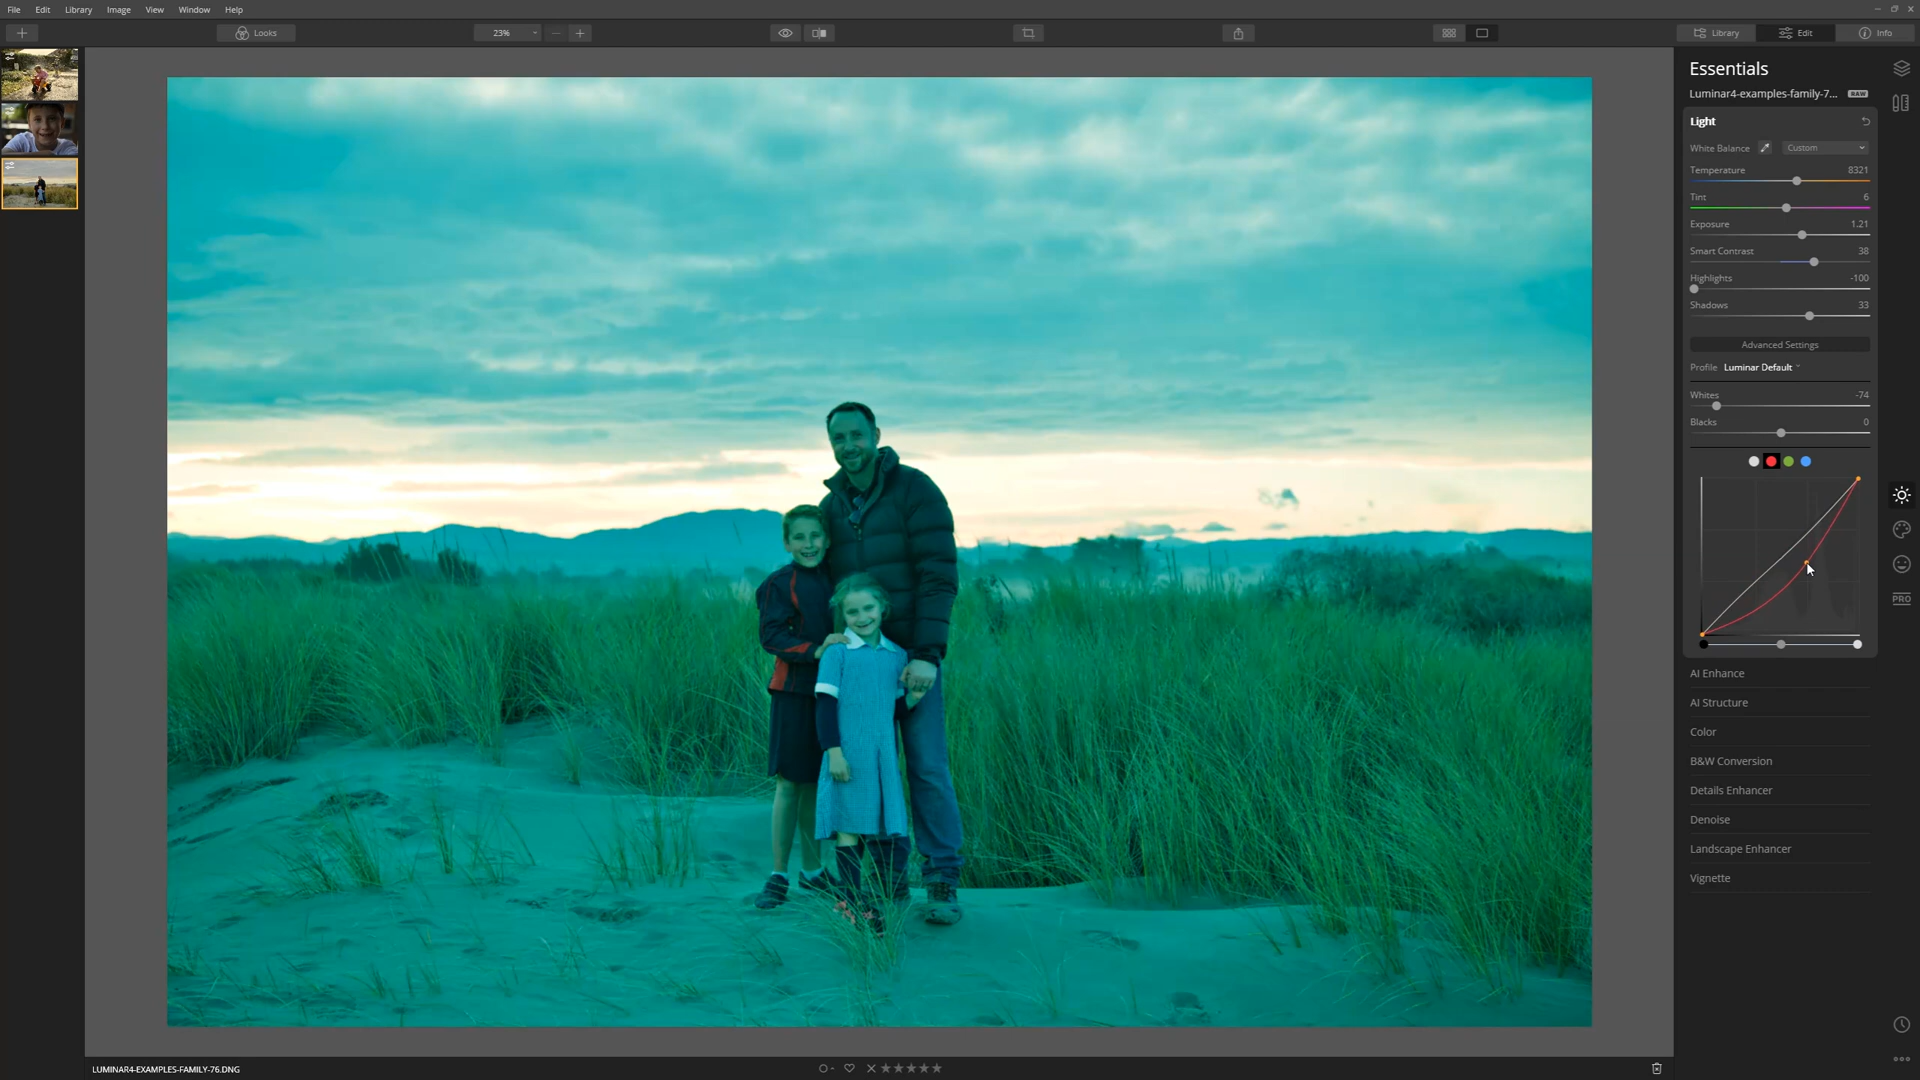 File Edit Library Image View Window Help
Looks 23% Library Edit Info
Essentials
Luminar4-examples-family-7... RAW
Light
White Balance Custom
Temperature 8321
Tint 6
Exposure 1.21
Smart Contrast 38
Highlights -100
Shadows 33
Advanced Settings
Profile Luminar Default
Whites -74
Blacks 0
PRO
AI Enhance
AI Structure
Color
B&W Conversion
Details Enhancer
Denoise
Landscape Enhancer
Vignette
LUMINAR4-EXAMPLES-FAMILY-76.DNG